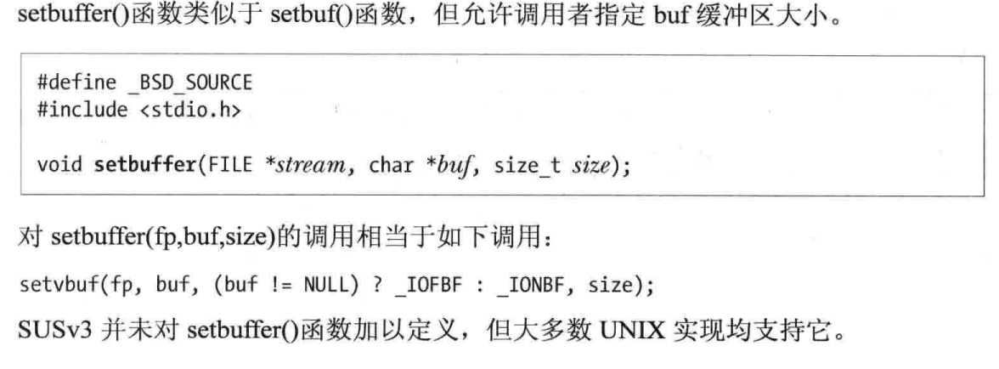 setbuffer()函数类似于 setbuf()函数，但允许调用者指定 buf 缓冲区大小。
#define _BSD_SOURCE
#include <stdio.h>
void setbuffer(FILE *stream, char *buf, size_t size);
对 setbuffer(fp,buf,size)的调用相当于如下调用：
setvbuf(fp, buf, (buf != NULL) ? _IOFBF : _IONBF, size);
SUSv3 并未对 setbuffer()函数加以定义，但大多数 UNIX 实现均支持它。